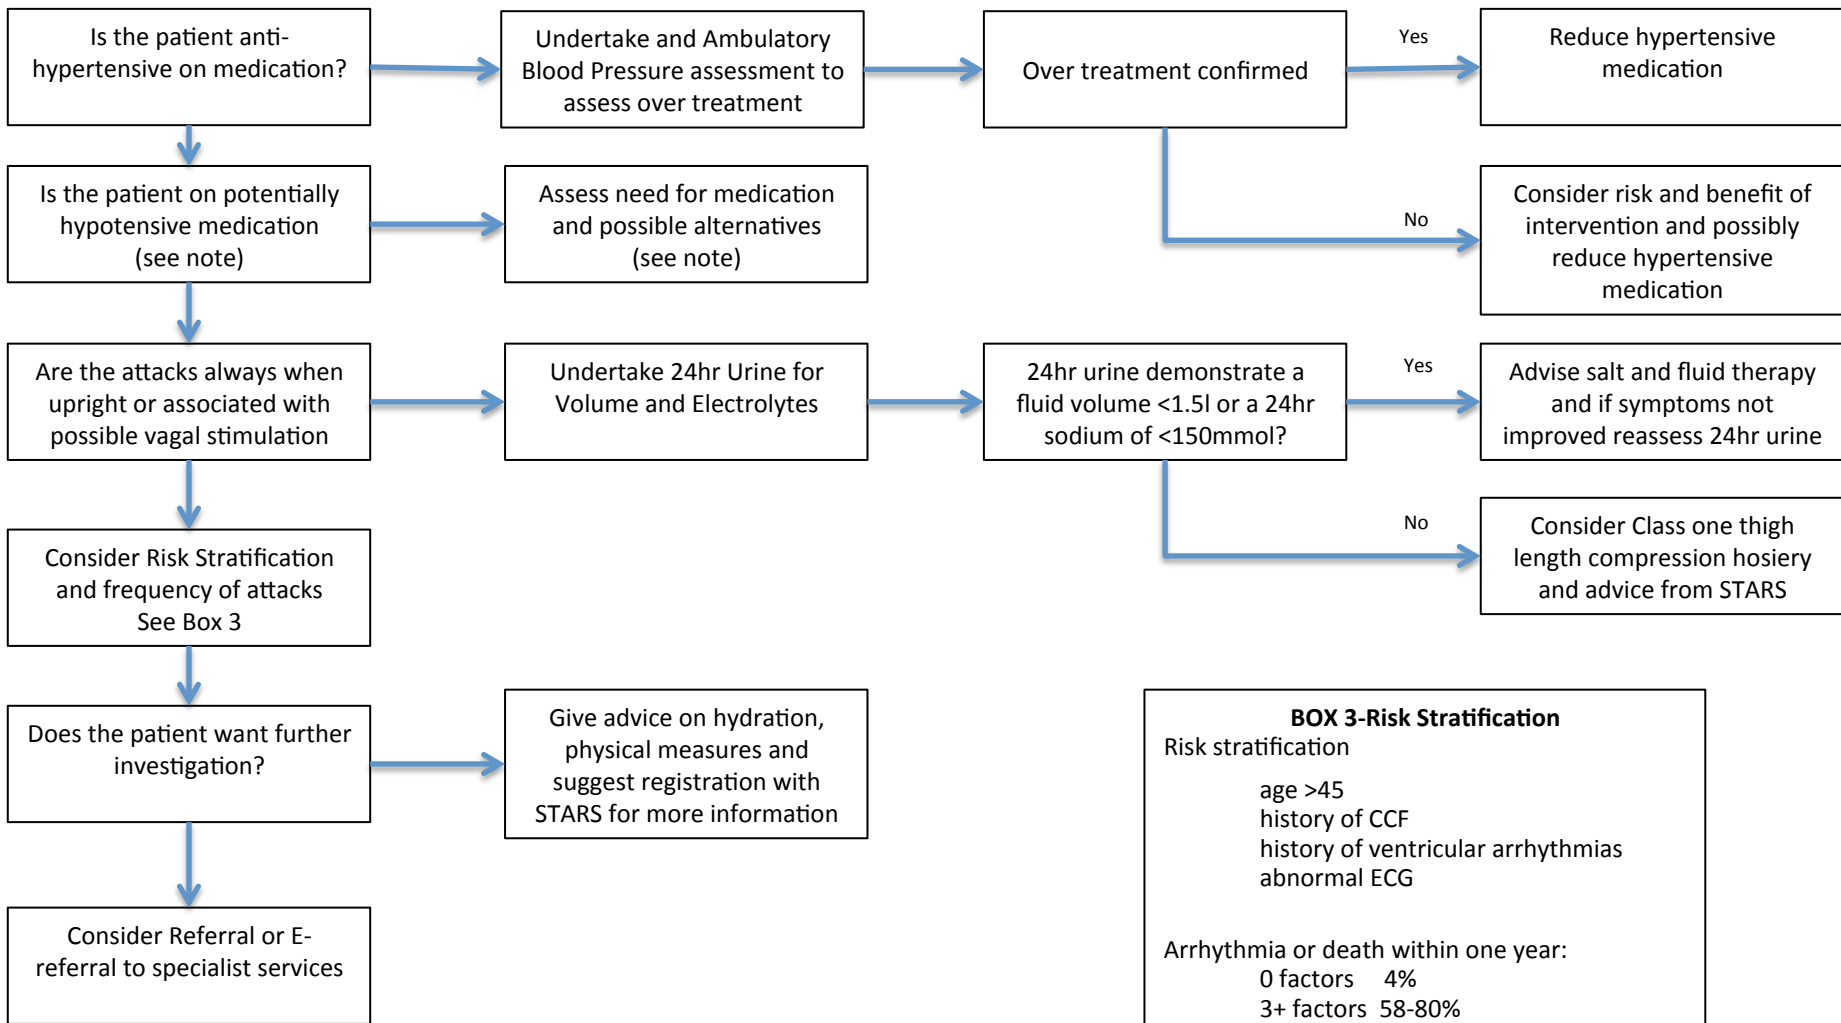 Is the patient anti-
hypertensive on medication?
Undertake and Ambulatory
Blood Pressure assessment to
assess over treatment
Over treatment confirmed
Yes
Reduce hypertensive
medication
Is the patient on potentially
hypotensive medication
(see note)
Assess need for medication
and possible alternatives
(see note)
No
Consider risk and benefit of
intervention and possibly
reduce hypertensive
medication
Are the attacks always when
upright or associated with
possible vagal stimulation
Undertake 24hr Urine for
Volume and Electrolytes
24hr urine demonstrate a
fluid volume <1.5l or a 24hr
sodium of <150mmol?
Yes
Advise salt and fluid therapy
and if symptoms not
improved reassess 24hr urine
No
Consider Class one thigh
length compression hosiery
and advice from STARS
Consider Risk Stratification
and frequency of attacks
See Box 3
Does the patient want further
investigation?
Give advice on hydration,
physical measures and
suggest registration with
STARS for more information
Consider Referral or E-
referral to specialist services
BOX 3-Risk Stratification
Risk stratification
age >45
history of CCF
history of ventricular arrhythmias
abnormal ECG
Arrhythmia or death within one year:
0 factors 4%
3+ factors 58-80%